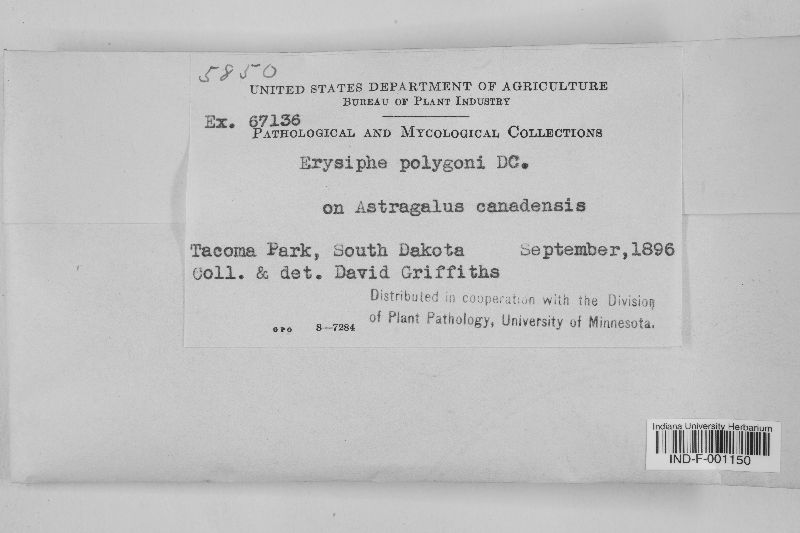 5850
UNITED STATES DEPARTMENT OF AGRICULTURE
BUREAU OF PLANT INDUSTRY
Ex. 67136
PATHOLOGICAL AND MYCOLOGICAL COLLECTIONS
Erysiphe polygoni DC.
on Astragalus canadensis
Tacoma Park, South Dakota September,1896
Coll. & det. David Griffiths
Distributed in cooperation with the Division
of Plant Pathology, University of Minnesota.
GPO 8—7284
Indiana University Herbarium
IND-F-001150